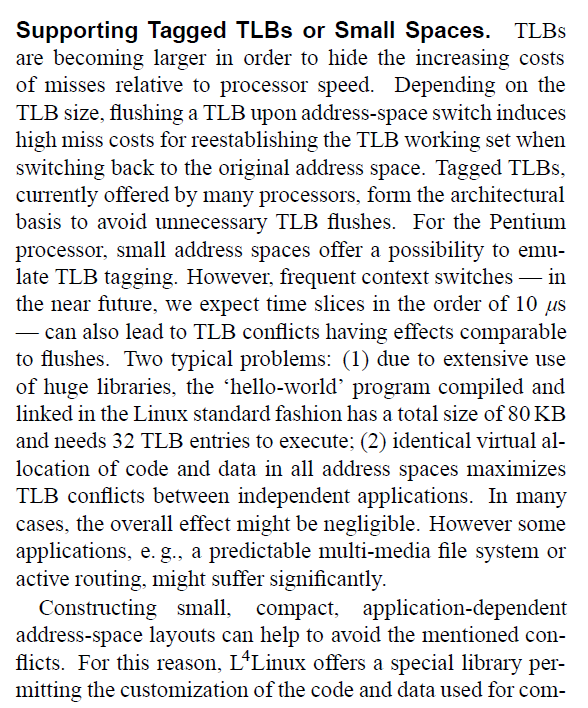 Supporting Tagged TLBs or Small Spaces. TLBs
are becoming larger in order to hide the increasing costs
of misses relative to processor speed. Depending on the
TLB size, flushing a TLB upon address-space switch induces
high miss costs for reestablishing the TLB working set when
switching back to the original address space. Tagged TLBs,
currently offered by many processors, form the architectural
basis to avoid unnecessary TLB flushes. For the Pentium
processor, small address spaces offer a possibility to emu-
late TLB tagging. However, frequent context switches — in
the near future, we expect time slices in the order of 10 μs
— can also lead to TLB conflicts having effects comparable
to flushes. Two typical problems: (1) due to extensive use
of huge libraries, the ‘hello-world’ program compiled and
linked in the Linux standard fashion has a total size of 80 KB
and needs 32 TLB entries to execute; (2) identical virtual al-
location of code and data in all address spaces maximizes
TLB conflicts between independent applications. In many
cases, the overall effect might be negligible. However some
applications, e. g., a predictable multi-media file system or
active routing, might suffer significantly.
Constructing small, compact, application-dependent
address-space layouts can help to avoid the mentioned con-
flicts. For this reason, L⁴Linux offers a special library per-
mitting the customization of the code and data used for com-